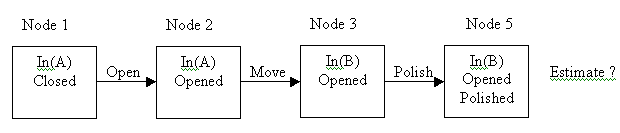 Node 1
Node 2
Node 3
Node 5
In(A)
Closed
Open
In(A)
Opened
Move
In(B)
Opened
Polish
In(B)
Opened
Polished
Estimate ?